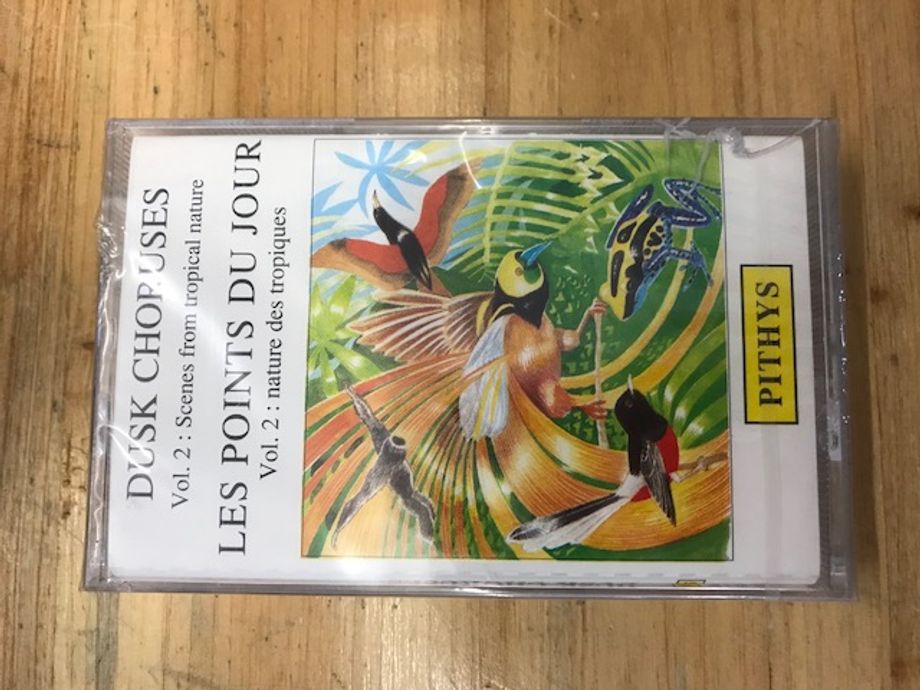 DUSK CHORUSES
Vol. 2 : Scenes from tropical nature
LES POINTS DU JOUR
Vol. 2 : nature des tropiques
PITHYS